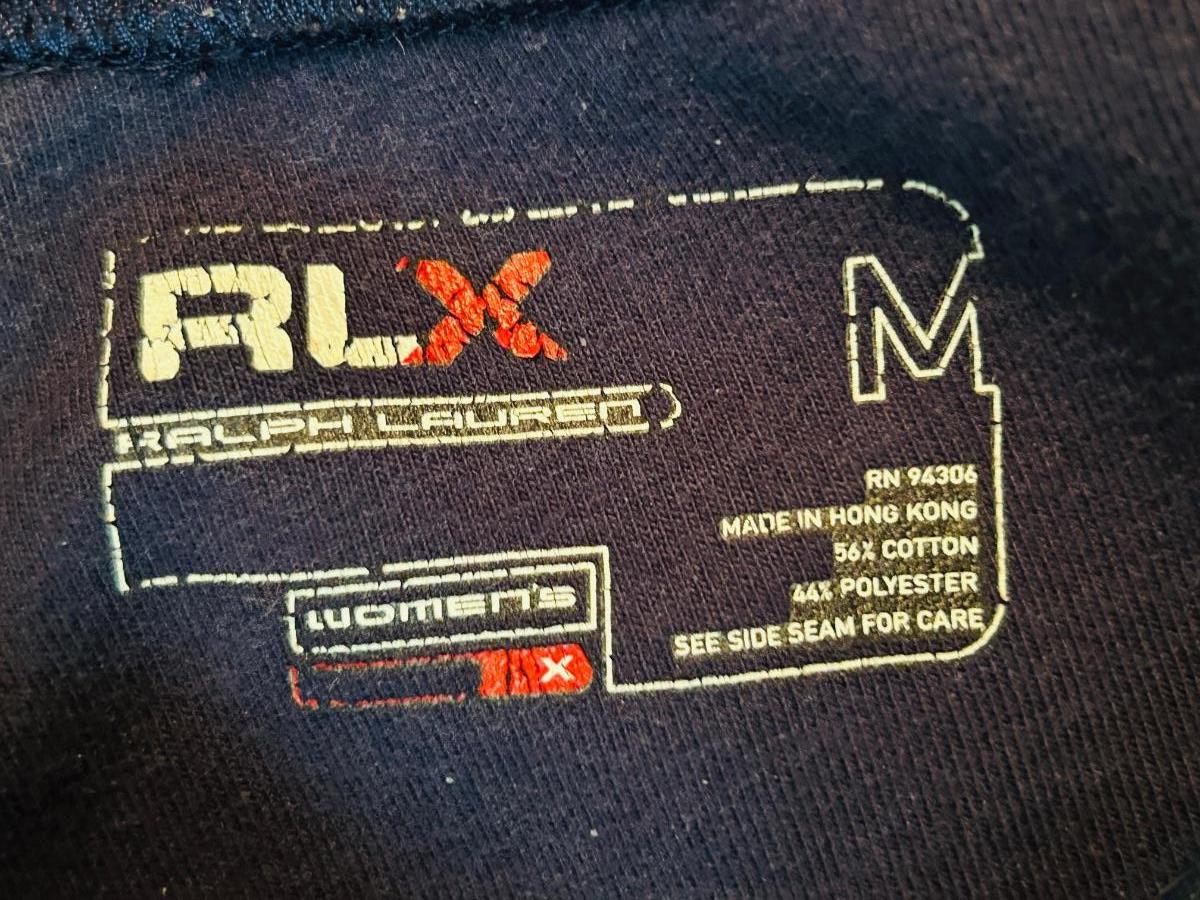 RLX
M
RALPH LAUREN
RN 94306
MADE IN HONG KONG
56% COTTON
44% POLYESTER
SEE SIDE SEAM FOR CARE
WOMEN'S
X